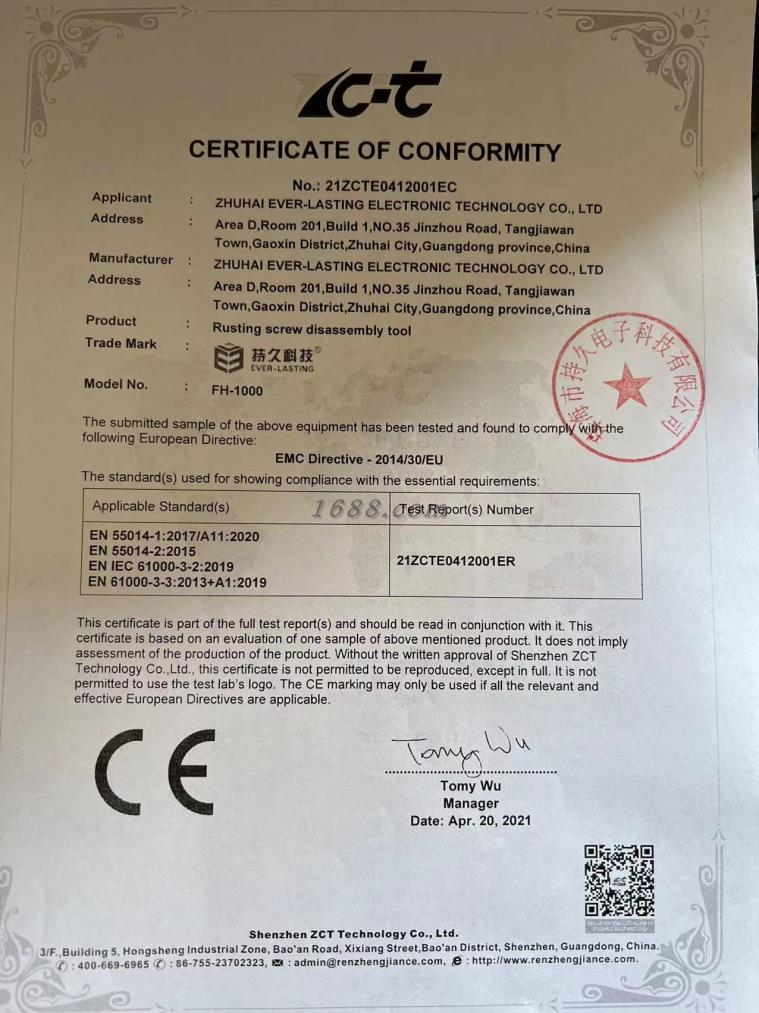 C-T
CERTIFICATE OF CONFORMITY
No.: 21ZCTE0412001EC
Applicant : ZHUHAI EVER-LASTING ELECTRONIC TECHNOLOGY CO., LTD
Address : Area D,Room 201,Build 1,NO.35 Jinzhou Road, Tangjiawan
Town,Gaoxin District,Zhuhai City,Guangdong province,China
Manufacturer : ZHUHAI EVER-LASTING ELECTRONIC TECHNOLOGY CO., LTD
Address : Area D,Room 201,Build 1,NO.35 Jinzhou Road, Tangjiawan
Town,Gaoxin District,Zhuhai City,Guangdong province,China
Product : Rusting screw disassembly tool
Trade Mark : 持久科技®
EVER-LASTING
Model No. : FH-1000
珠海市持久电子科技有限公司
The submitted sample of the above equipment has been tested and found to comply with the
following European Directive:
EMC Directive - 2014/30/EU
The standard(s) used for showing compliance with the essential requirements:
Applicable Standard(s) Test Report(s) Number
1688.com
EN 55014-1:2017/A11:2020
EN 55014-2:2015
EN IEC 61000-3-2:2019
EN 61000-3-3:2013+A1:2019
21ZCTE0412001ER
This certificate is part of the full test report(s) and should be read in conjunction with it. This
certificate is based on an evaluation of one sample of above mentioned product. It does not imply
assessment of the production of the product. Without the written approval of Shenzhen ZCT
Technology Co.,Ltd., this certificate is not permitted to be reproduced, except in full. It is not
permitted to use the test lab's logo. The CE marking may only be used if all the relevant and
effective European Directives are applicable.
CE
Tomy Wu
Tomy Wu
Manager
Date: Apr. 20, 2021
Shenzhen ZCT Technology Co., Ltd.
3/F.,Building 5, Hongsheng Industrial Zone, Bao'an Road, Xixiang Street,Bao'an District, Shenzhen, Guangdong, China.
: 400-669-6965 : 86-755-23702323, : admin@renzhengjiance.com, : http://www.renzhengjiance.com.